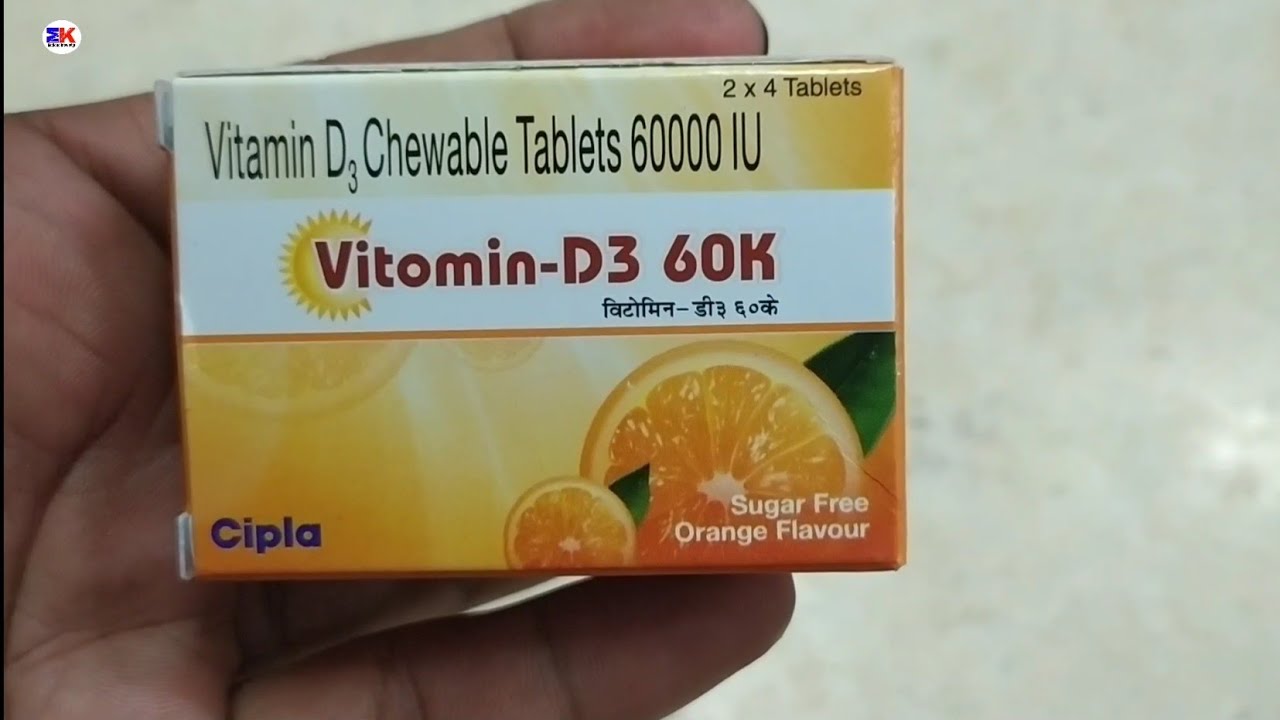 ΣK
2 x 4 Tablets
Vitamin D3 Chewable Tablets 60000 IU
Vitomin-D3 60K
विटोमिन-डी३ ६०के
Sugar Free
Orange Flavour
Cipla